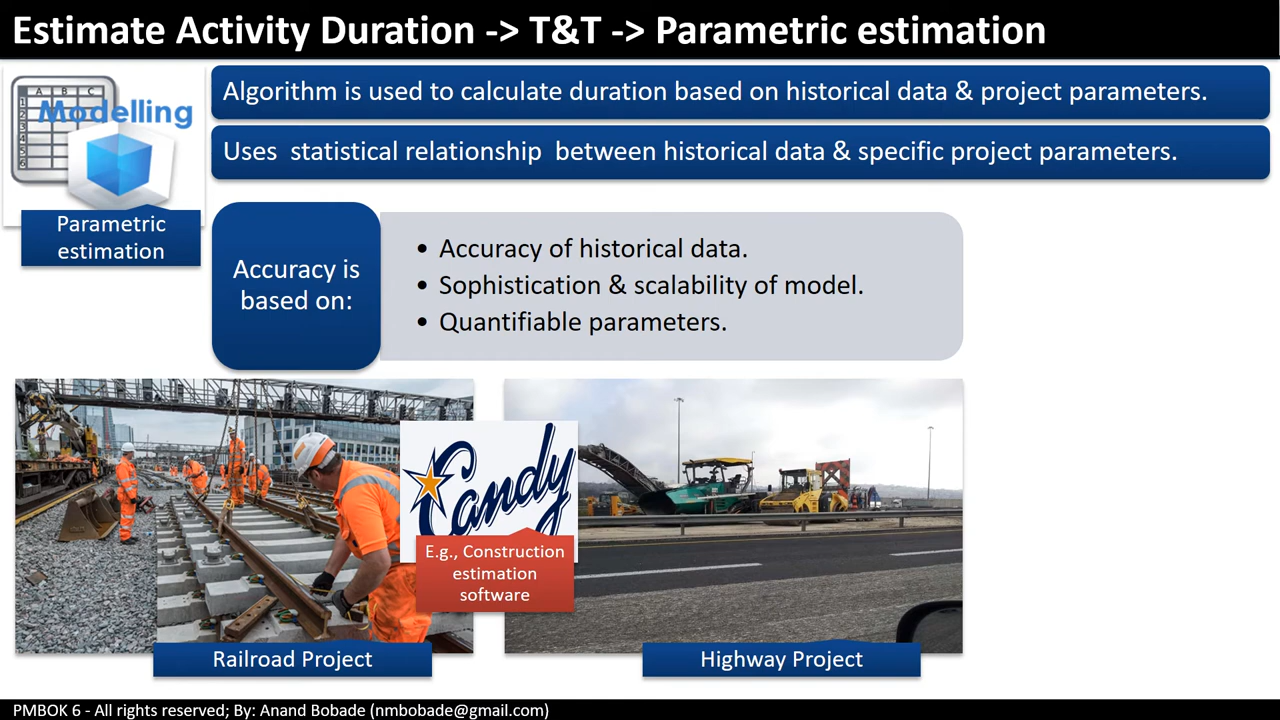 Estimate Activity Duration -> T&T -> Parametric estimation
A B C
Modelling
Parametric
estimation
Algorithm is used to calculate duration based on historical data & project parameters.
Uses  statistical relationship  between historical data & specific project parameters.
Accuracy is
based on:
• Accuracy of historical data.
• Sophistication & scalability of model.
• Quantifiable parameters.
Candy
E.g., Construction
estimation
software
Railroad Project
Highway Project
PMBOK 6 - All rights reserved; By: Anand Bobade (nmbobade@gmail.com)